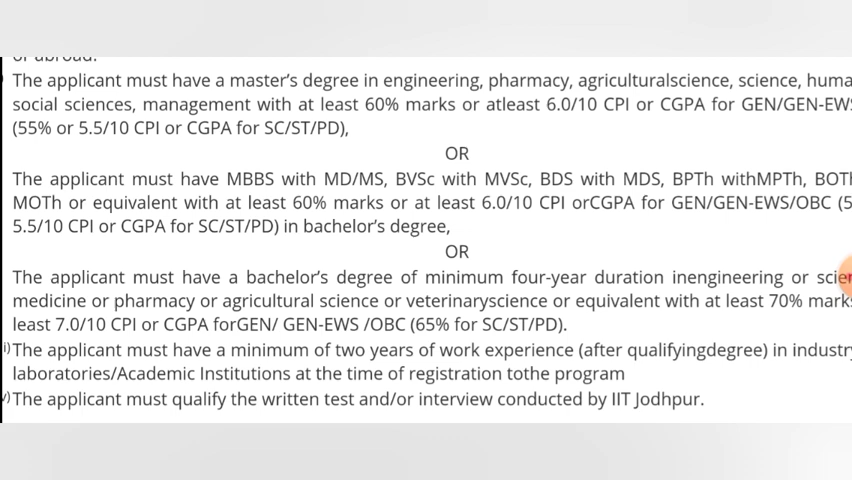 or abroad.
The applicant must have a master's degree in engineering, pharmacy, agriculturalscience, science,
social sciences, management with at least 60% marks or atleast 6.0/10 CPI or CGPA for
(55% or 5.5/10 CPI or CGPA for SC/ST/PD),
OR
The applicant must have MBBS with MD/MS, BVSc with MVSc, BDS with MDS, BPTh withMPTh,
MOTh or equivalent with at least 60% marks or at least 6.0/10 CPI orCGPA for GEN/GEN-EWS/OBC
5.5/10 CPI or CGPA for SC/ST/PD) in bachelor's degree,
OR
The applicant must have a bachelor's degree of minimum four-year duration inengineering or
medicine or pharmacy or agricultural science or veterinaryscience or equivalent with at least 70%
least 7.0/10 CPI or CGPA forGEN/ GEN-EWS /OBC (65% for SC/ST/PD).
i) The applicant must have a minimum of two years of work experience (after qualifyingdegree) in
laboratories/Academic Institutions at the time of registration tothe program
The applicant must qualify the written test and/or interview conducted by IIT Jodhpur.